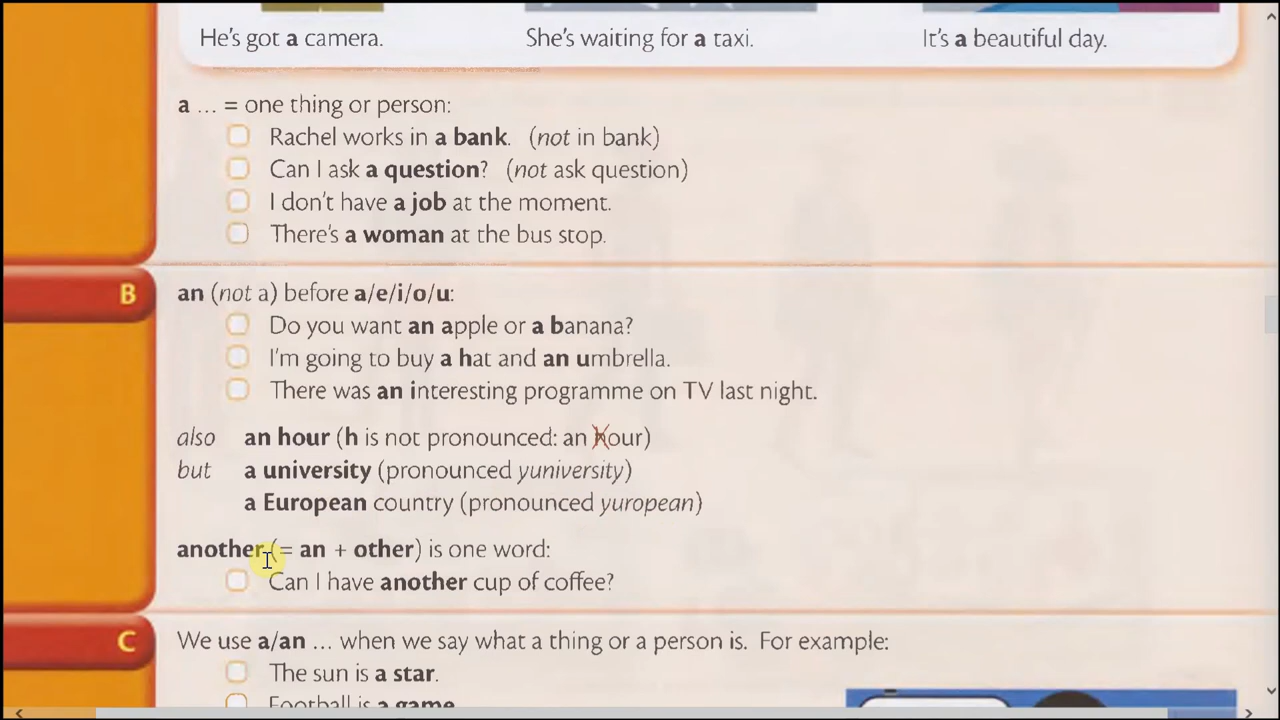 He's got a camera. She's waiting for a taxi. It's a beautiful day.
a ... = one thing or person:
Rachel works in a bank. (not in bank)
Can I ask a question? (not ask question)
I don't have a job at the moment.
There's a woman at the bus stop.
B
an (not a) before a/e/i/o/u:
Do you want an apple or a banana?
I'm going to buy a hat and an umbrella.
There was an interesting programme on TV last night.
also an hour (h is not pronounced: an hour)
but a university (pronounced yuniversity)
a European country (pronounced yuropean)
another (= an + other) is one word:
Can I have another cup of coffee?
C
We use a/an ... when we say what a thing or a person is. For example:
The sun is a star.
Football is a game